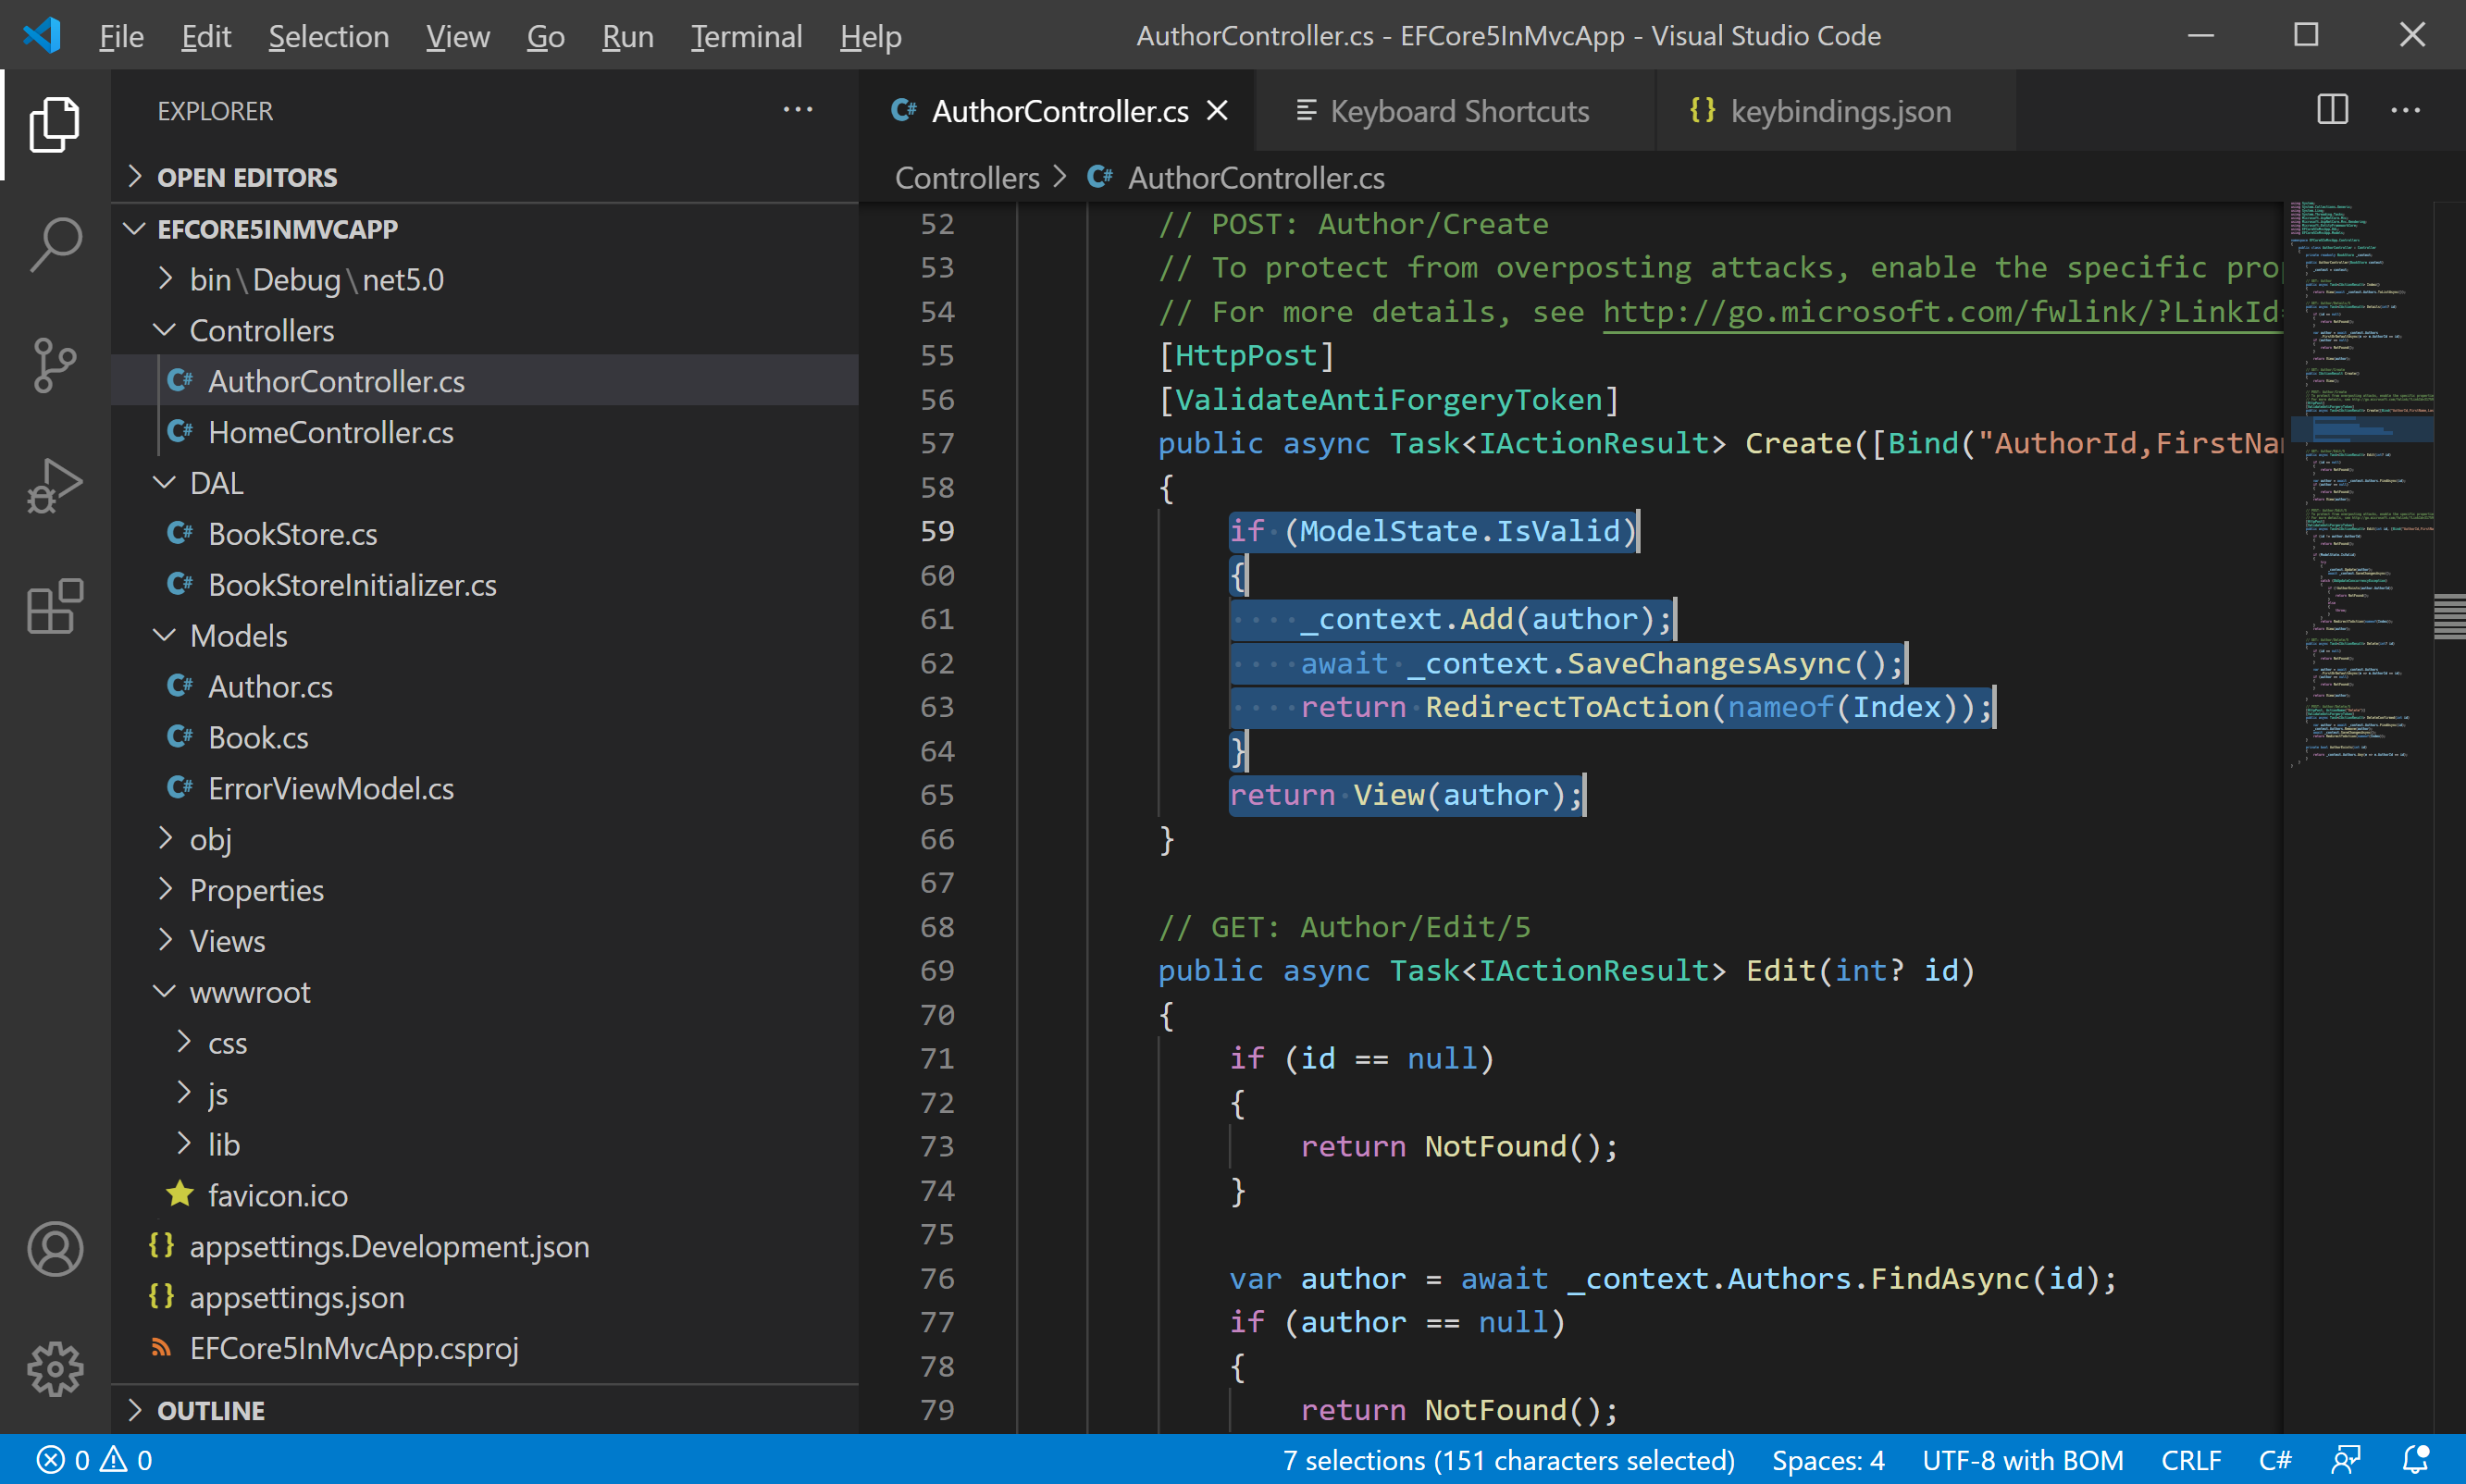 File Edit Selection View Go Run Terminal Help
AuthorController.cs - EFCore5InMvcApp - Visual Studio Code
EXPLORER
OPEN EDITORS
EFCORE5INMVCAPP
bin\Debug\net5.0
Controllers
C# AuthorController.cs
C# HomeController.cs
DAL
C# BookStore.cs
C# BookStoreInitializer.cs
Models
C# Author.cs
C# Book.cs
C# ErrorViewModel.cs
obj
Properties
Views
wwwroot
css
js
lib
favicon.ico
{} appsettings.Development.json
{} appsettings.json
EFCore5InMvcApp.csproj
OUTLINE
C# AuthorController.cs
Keyboard Shortcuts
{} keybindings.json
Controllers > C# AuthorController.cs
52 // POST: Author/Create
53 // To protect from overposting attacks, enable the specific pro
54 // For more details, see http://go.microsoft.com/fwlink/?LinkId=
55 [HttpPost]
56 [ValidateAntiForgeryToken]
57 public async Task<IActionResult> Create([Bind("AuthorId,FirstNa
58 {
59 if (ModelState.IsValid)
60 {
61 _context.Add(author);
62 await _context.SaveChangesAsync();
63 return RedirectToAction(nameof(Index));
64 }
65 return View(author);
66 }
67
68 // GET: Author/Edit/5
69 public async Task<IActionResult> Edit(int? id)
70 {
71 if (id == null)
72 {
73 return NotFound();
74 }
75
76 var author = await _context.Authors.FindAsync(id);
77 if (author == null)
78 {
79 return NotFound();
0 0
7 selections (151 characters selected)
Spaces: 4
UTF-8 with BOM
CRLF
C#